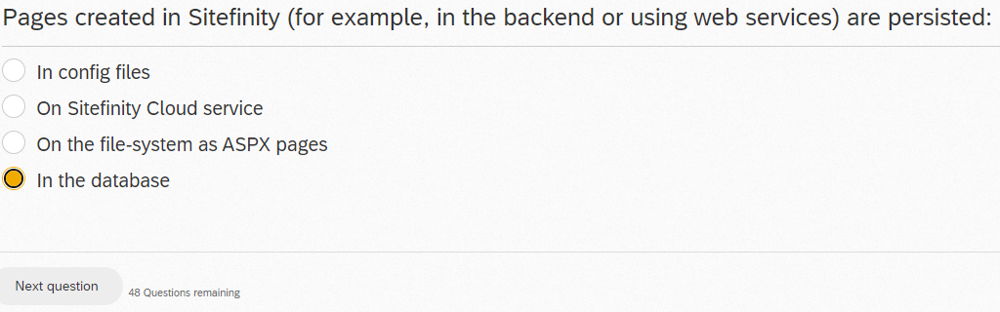 Pages created in Sitefinity (for example, in the backend or using web services) are persisted:
In config files
On Sitefinity Cloud service
On the file-system as ASPX pages
In the database
Next question
48 Questions remaining